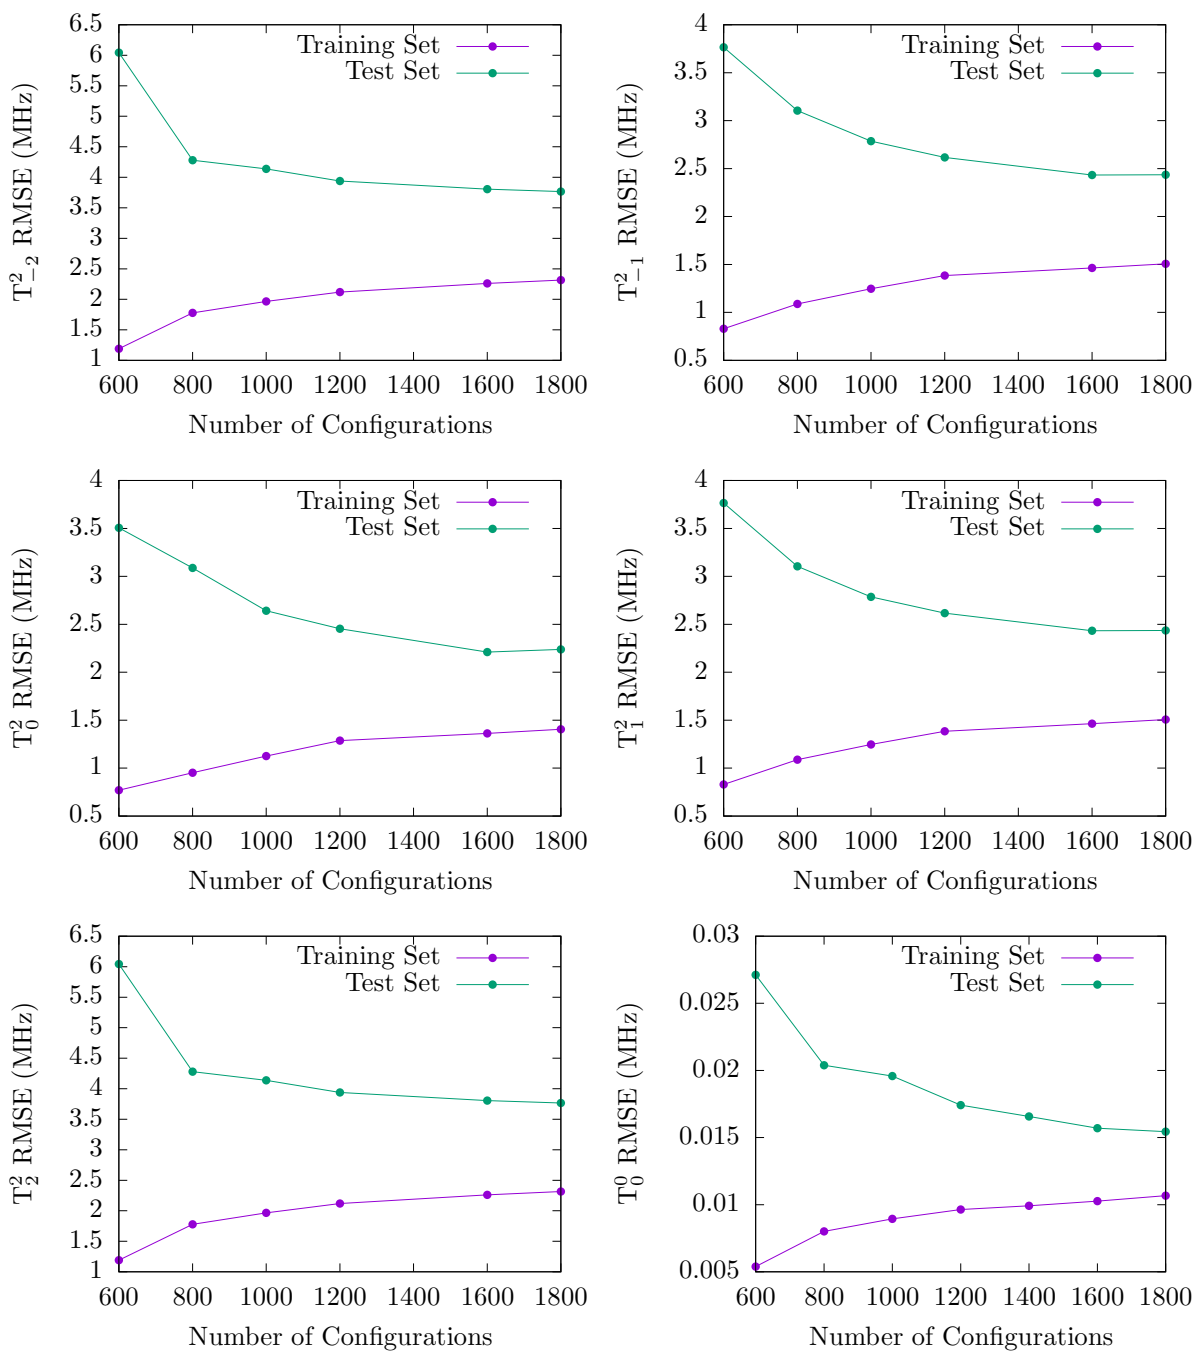 T²₋₂ RMSE (MHz)
6.5
6
5.5
5
4.5
4
3.5
3
2.5
2
1.5
1
600 800 1000 1200 1400 1600 1800
Number of Configurations
Training Set
Test Set
T²₋₁ RMSE (MHz)
4
3.5
3
2.5
2
1.5
1
0.5
600 800 1000 1200 1400 1600 1800
Number of Configurations
Training Set
Test Set
T²₀ RMSE (MHz)
4
3.5
3
2.5
2
1.5
1
0.5
600 800 1000 1200 1400 1600 1800
Number of Configurations
Training Set
Test Set
T²₁ RMSE (MHz)
4
3.5
3
2.5
2
1.5
1
0.5
600 800 1000 1200 1400 1600 1800
Number of Configurations
Training Set
Test Set
T²₂ RMSE (MHz)
6.5
6
5.5
5
4.5
4
3.5
3
2.5
2
1.5
1
600 800 1000 1200 1400 1600 1800
Number of Configurations
Training Set
Test Set
T⁰₀ RMSE (MHz)
0.03
0.025
0.02
0.015
0.01
0.005
600 800 1000 1200 1400 1600 1800
Number of Configurations
Training Set
Test Set